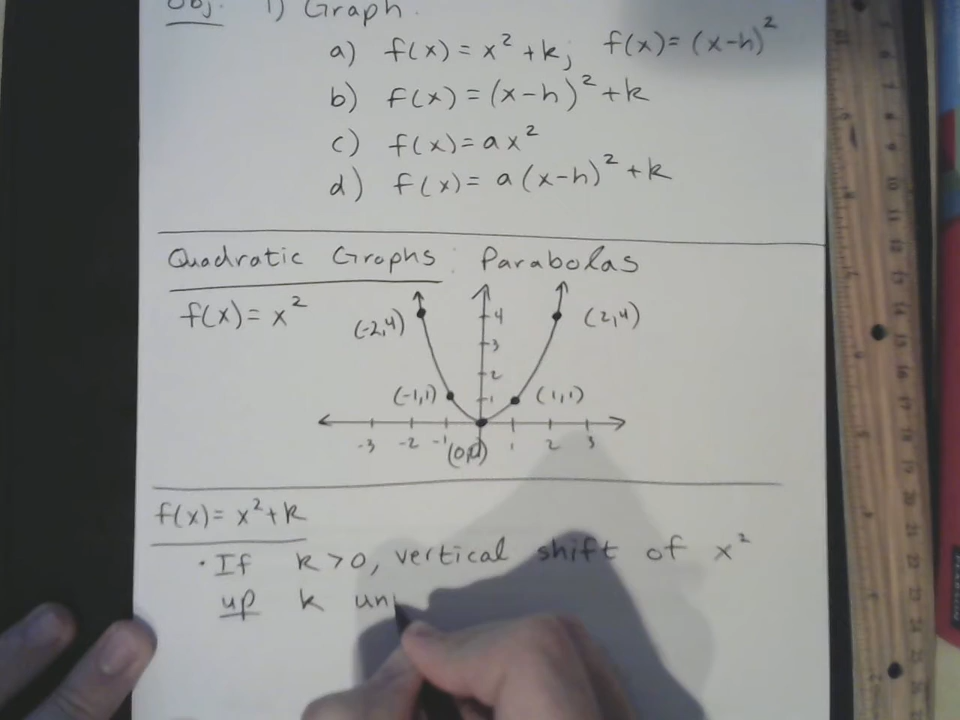 Obj. 1) Graph.
a) f(x) = x² + k; f(x) = (x-h)²
b) f(x) = (x-h)² + k
c) f(x) = ax²
d) f(x) = a(x-h)² + k
Quadratic Graphs: Parabolas
f(x) = x²
(-2,4) 4 (2,4)
3
2
(-1,1) 1 (1,1)
-3 -2 -1 (0,0) 1 2 3
f(x) = x² + k
· If k > 0, vertical shift of x²
up k uni